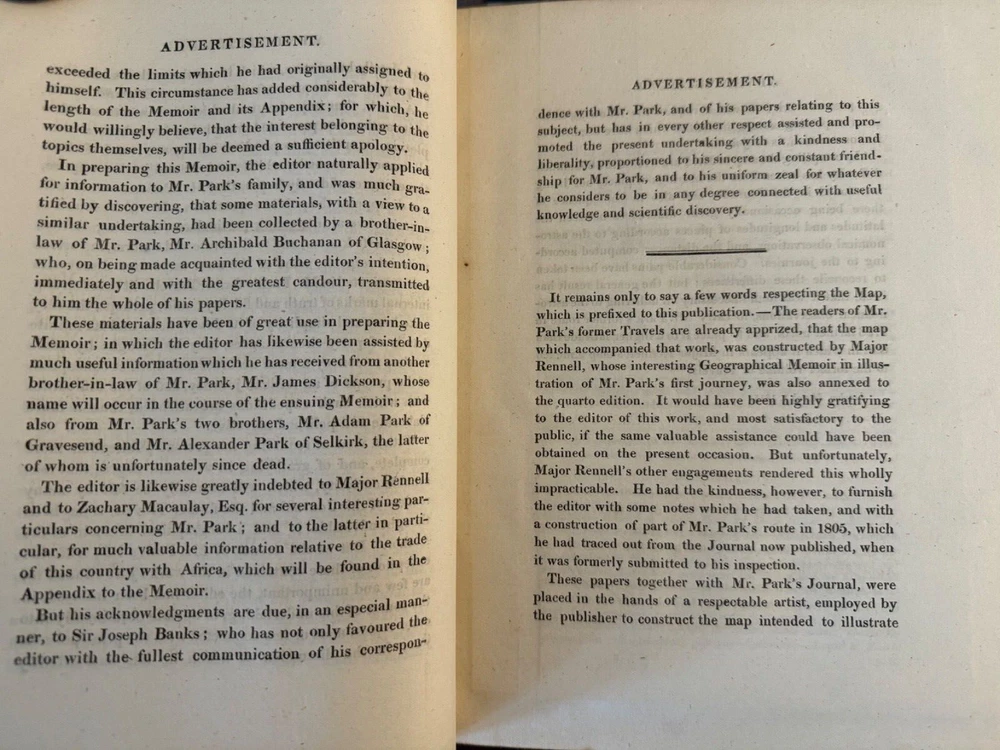 ADVERTISEMENT.
exceeded the limits which he had originally assigned to
himself. This circumstance has added considerably to the
length of the Memoir and its Appendix; for which, he
would willingly believe, that the interest belonging to the
topics themselves, will be deemed a sufficient apology.
In preparing this Memoir, the editor naturally applied
for information to Mr. Park's family, and was much gra-
tified by discovering, that some materials, with a view to a
similar undertaking, had been collected by a brother-in-
law of Mr. Park, Mr. Archibald Buchanan of Glasgow;
who, on being made acquainted with the editor's intention,
immediately and with the greatest candour, transmitted
to him the whole of his papers.
These materials have been of great use in preparing the
Memoir; in which the editor has likewise been assisted by
much useful information which he has received from another
brother-in-law of Mr. Park, Mr. James Dickson, whose
name will occur in the course of the ensuing Memoir; and
also from Mr. Park's two brothers, Mr. Adam Park of
Gravesend, and Mr. Alexander Park of Selkirk, the latter
of whom is unfortunately since dead.
The editor is likewise greatly indebted to Major Rennell
and to Zachary Macaulay, Esq. for several interesting par-
ticulars concerning Mr. Park; and to the latter in parti-
cular, for much valuable information relative to the trade
of this country with Africa, which will be found in the
Appendix to the Memoir.
But his acknowledgments are due, in an especial man-
ner, to Sir Joseph Banks; who has not only favoured the
editor with the fullest communication of his correspon-
ADVERTISEMENT.
dence with Mr. Park, and of his papers relating to this
subject, but has in every other respect assisted and pro-
moted the present undertaking with a kindness and
liberality, proportioned to his sincere and constant friend-
ship for Mr. Park, and to his uniform zeal for whatever
he considers to be in any degree connected with useful
knowledge and scientific discovery.
It remains only to say a few words respecting the Map,
which is prefixed to this publication.—The readers of Mr.
Park's former Travels are already apprized, that the map
which accompanied that work, was constructed by Major
Rennell, whose interesting Geographical Memoir in illus-
tration of Mr. Park's first journey, was also annexed to
the quarto edition. It would have been highly gratifying
to the editor of this work, and most satisfactory to the
public, if the same valuable assistance could have been
obtained on the present occasion. But unfortunately,
Major Rennell's other engagements rendered this wholly
impracticable. He had the kindness, however, to furnish
the editor with some notes which he had taken, and with
a construction of part of Mr. Park's route in 1805, which
he had traced out from the Journal now published, when
it was formerly submitted to his inspection.
These papers together with Mr. Park's Journal, were
placed in the hands of a respectable artist, employed by
the publisher to construct the map intended to illustrate